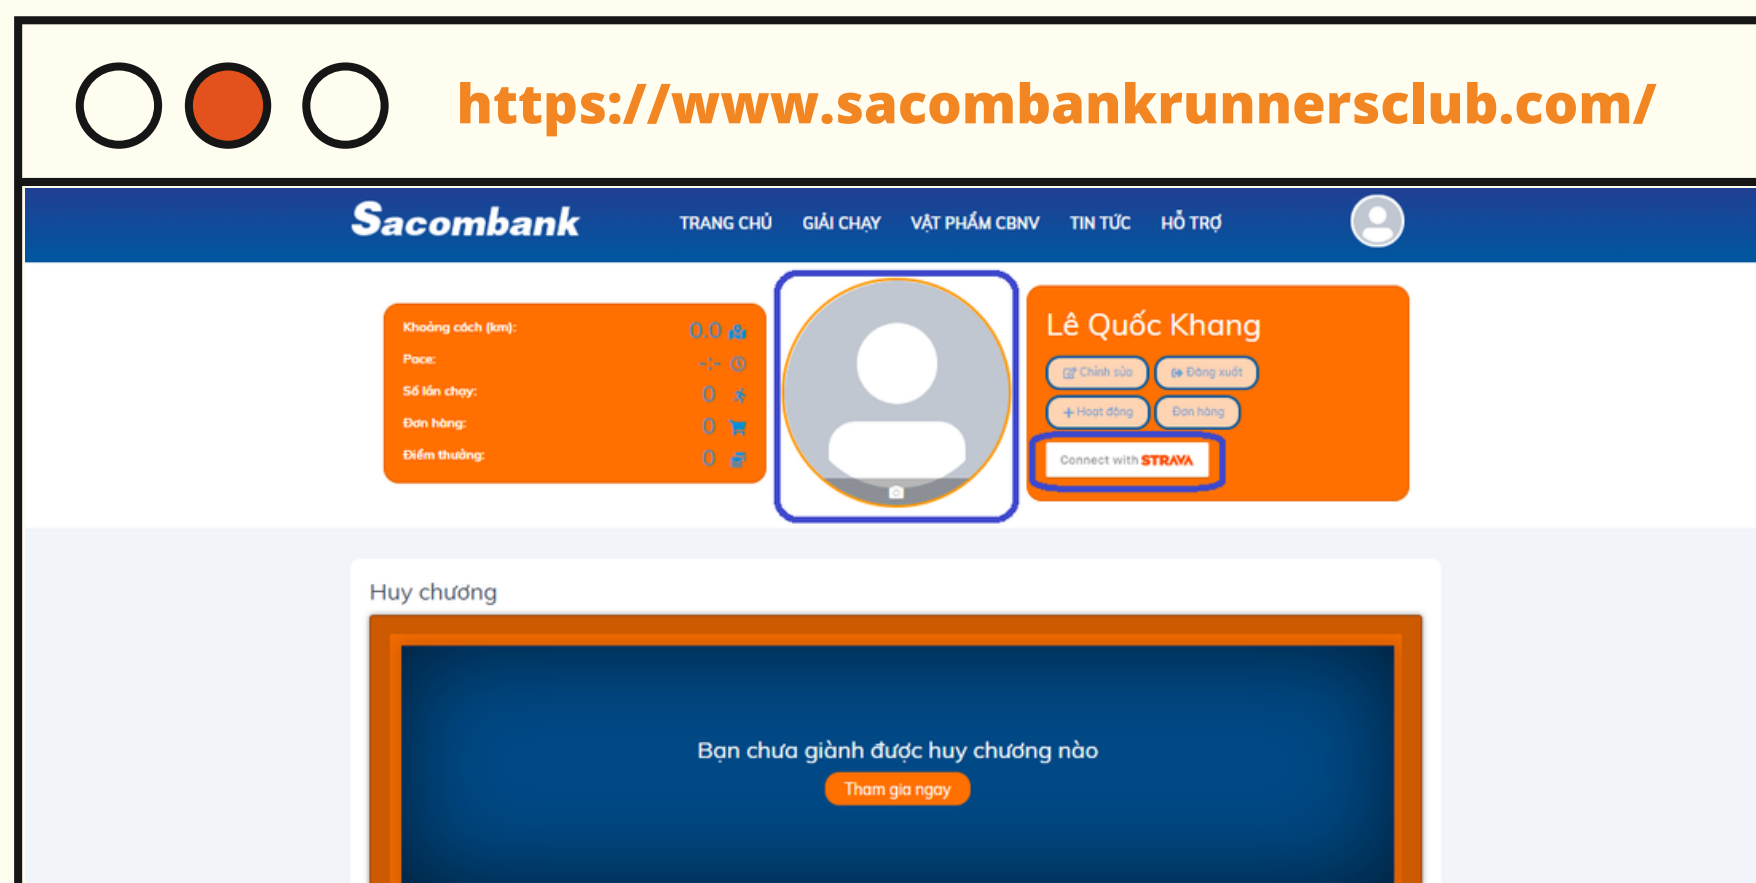 https://www.sacombankrunnersclub.com/
Sacombank
TRANG CHỦ GIẢI CHẠY VẬT PHẨM CBNV TIN TỨC HỖ TRỢ
Khoảng cách (km): 0.0
Pace: -:-
Số lần chạy: 0
Đơn hàng: 0
Điểm thưởng: 0
Lê Quốc Khang
Chỉnh sửa Đăng xuất
+ Hoạt động Đơn hàng
Connect with STRAVA
Huy chương
Bạn chưa giành được huy chương nào
Tham gia ngay